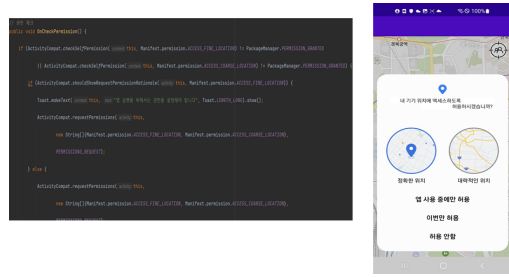 // 권한 체크
public void OnCheckPermission() {
if (ActivityCompat.checkSelfPermission( context: this, Manifest.permission.ACCESS_FINE_LOCATION) != PackageManager.PERMISSION_GRANTED
|| ActivityCompat.checkSelfPermission( context: this, Manifest.permission.ACCESS_COARSE_LOCATION) != PackageManager.PERMISSION_GRANTED) {
if (ActivityCompat.shouldShowRequestPermissionRationale( activity: this, Manifest.permission.ACCESS_FINE_LOCATION)) {
Toast.makeText( context: this, text: "앱 실행을 위해서는 권한을 설정해야 합니다", Toast.LENGTH_LONG).show();
ActivityCompat.requestPermissions( activity: this,
new String[]{Manifest.permission.ACCESS_FINE_LOCATION, Manifest.permission.ACCESS_COARSE_LOCATION},
PERMISSIONS_REQUEST);
} else {
ActivityCompat.requestPermissions( activity: this,
new String[]{Manifest.permission.ACCESS_FINE_LOCATION, Manifest.permission.ACCESS_COARSE_LOCATION},
PERMISSIONS_REQUEST);
100%
경복궁역
내 기기 위치에 액세스하도록
허용하시겠습니까?
정확한 위치
대략적인 위치
앱 사용 중에만 허용
이번만 허용
허용 안함